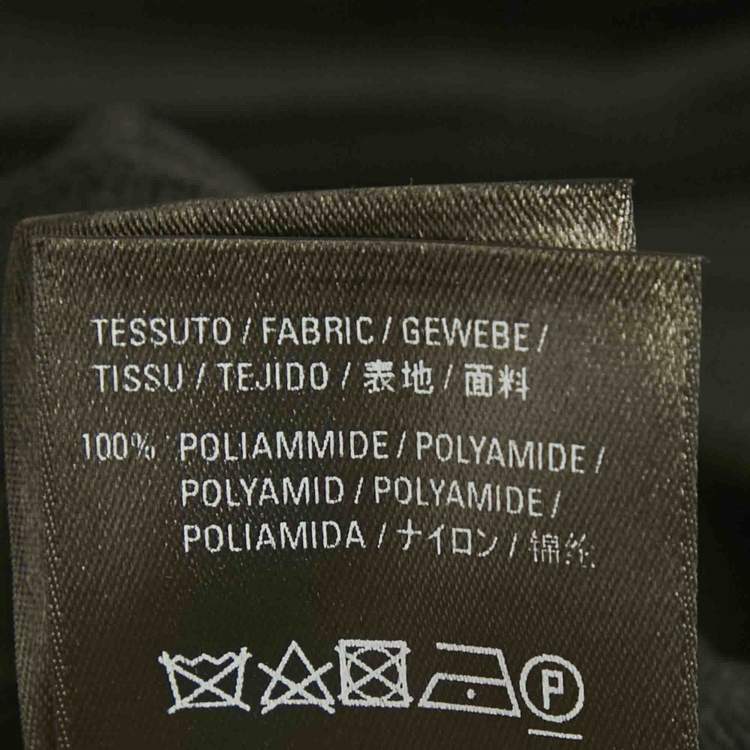 TESSUTO / FABRIC / GEWEBE /
TISSU / TEJIDO / 表地 / 面料
100% POLIAMMIDE / POLYAMIDE /
POLYAMID / POLYAMIDE /
POLIAMIDA / ナイロン / 锦纶
P